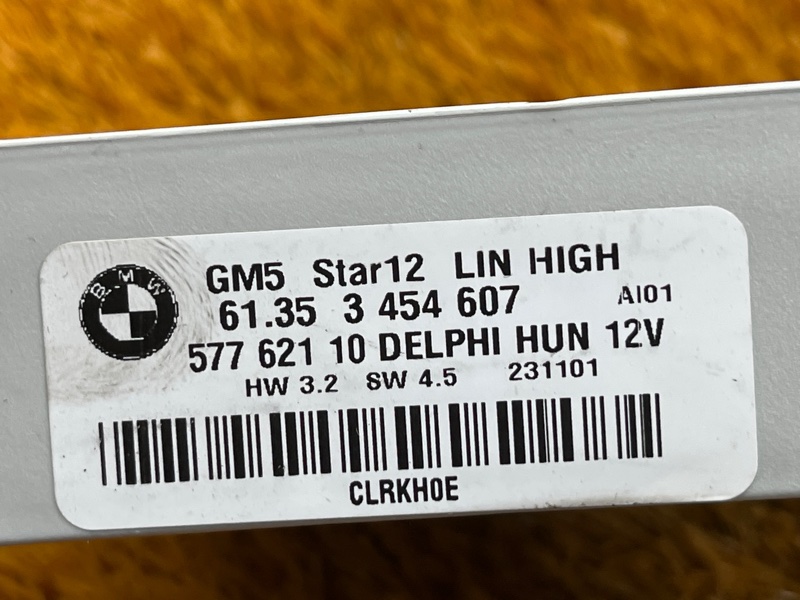 BMW
GM5 Star12 LIN HIGH
61.35 3 454 607 AI01
577 621 10 DELPHI HUN 12V
HW 3.2 SW 4.5 231101
CLRKH0E